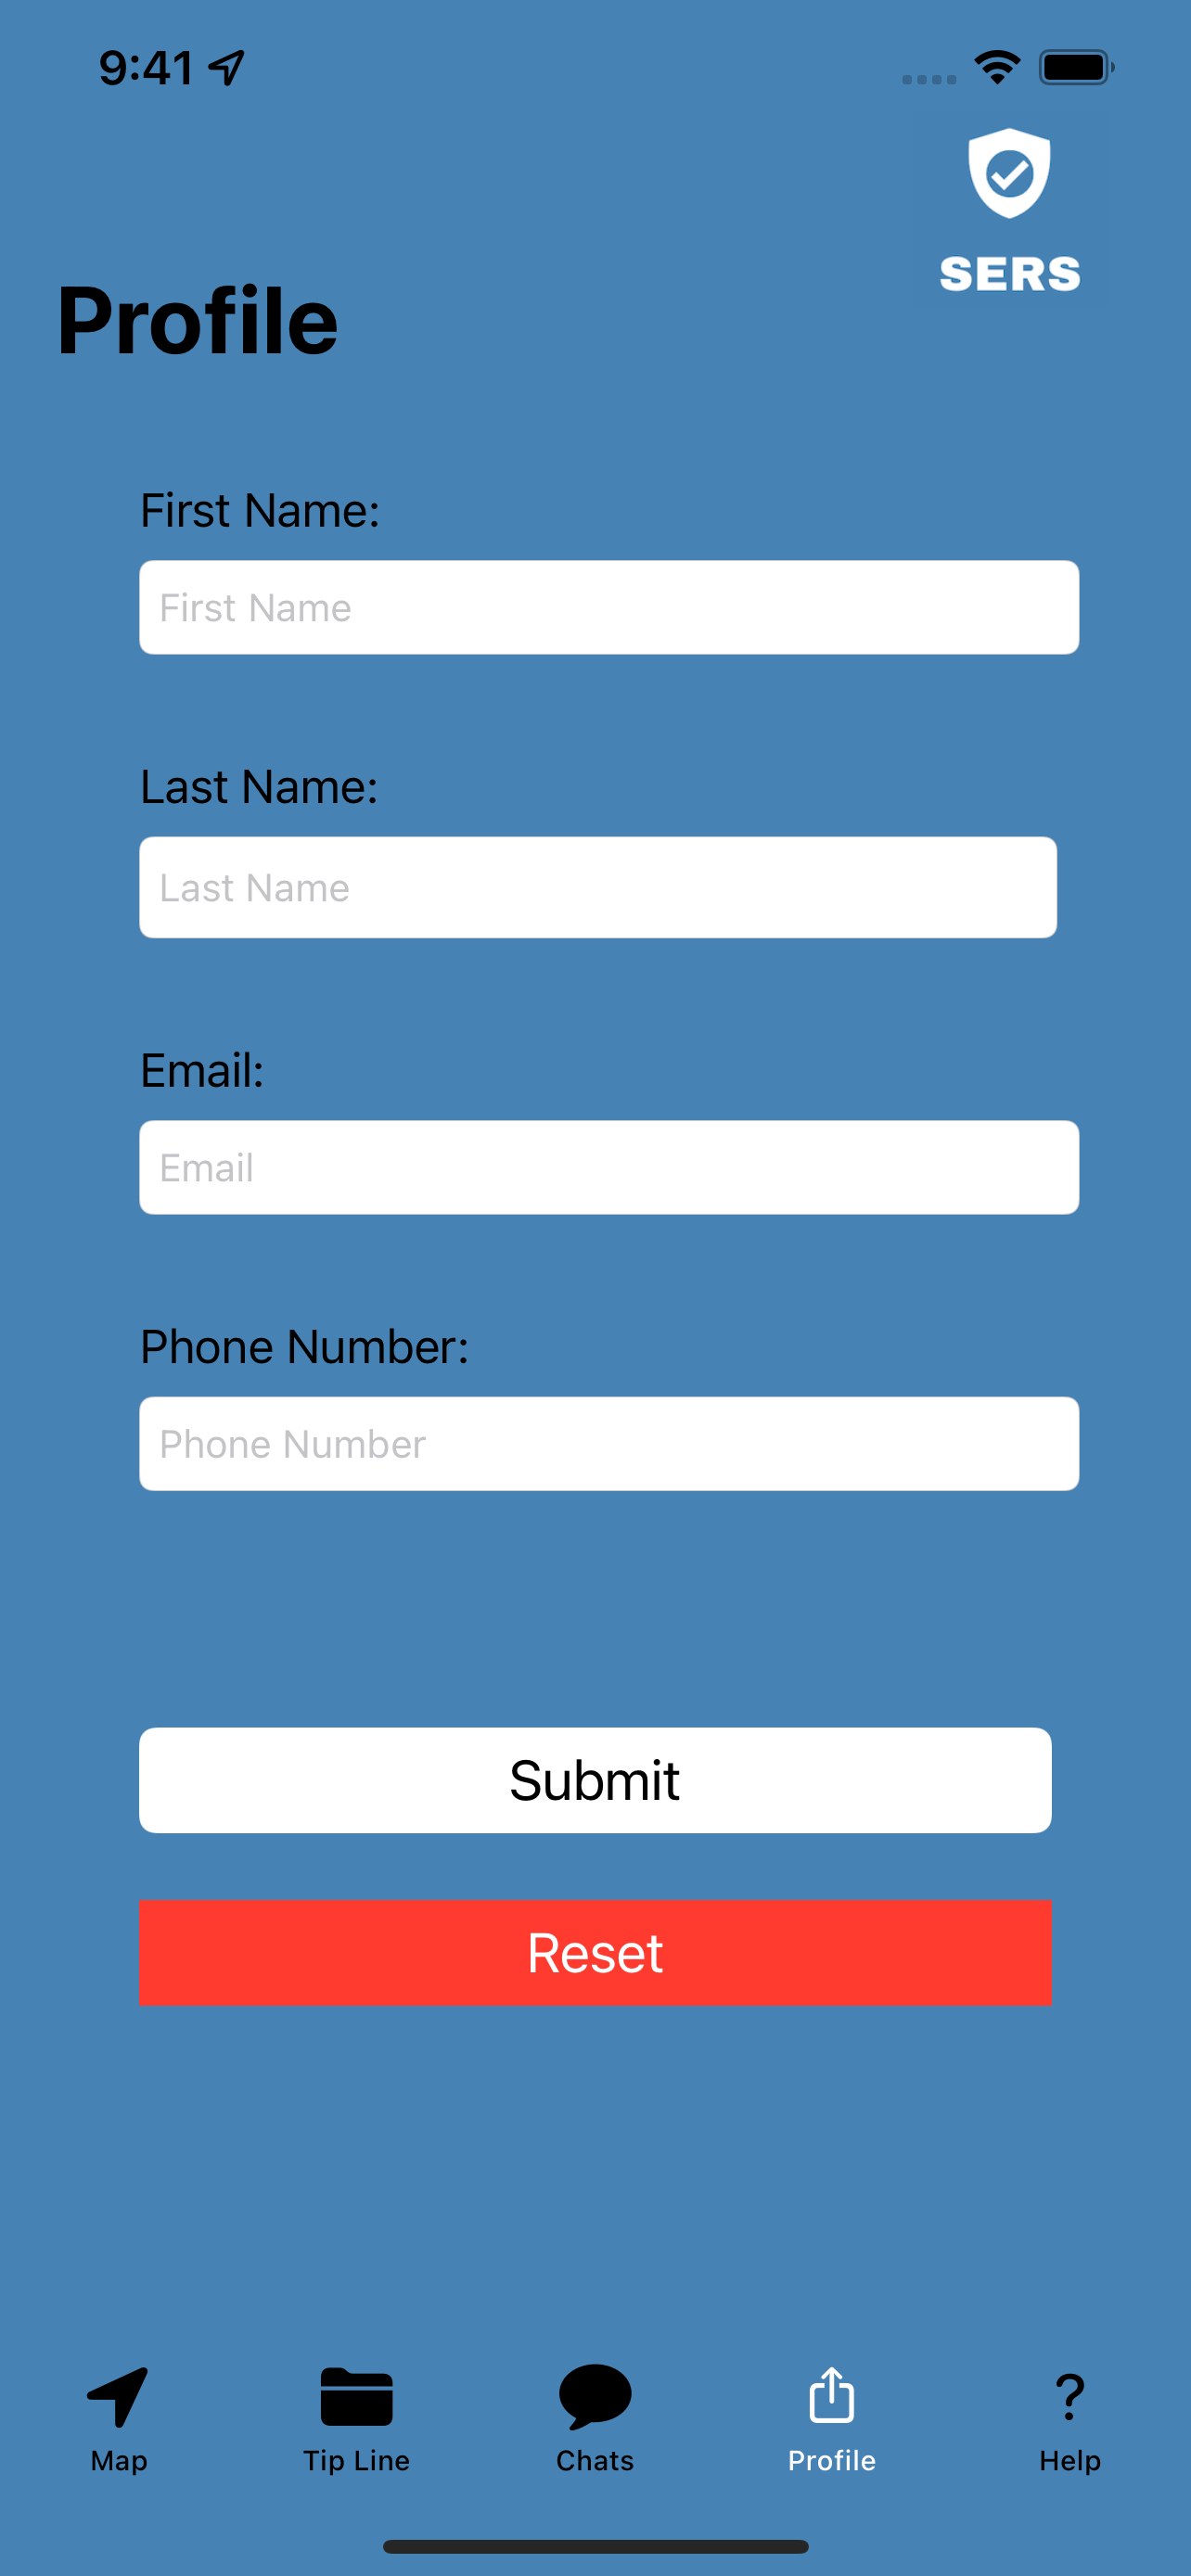 9:41
SERS
Profile
First Name:
First Name
Last Name:
Last Name
Email:
Email
Phone Number:
Phone Number
Submit
Reset
Map Tip Line Chats Profile Help